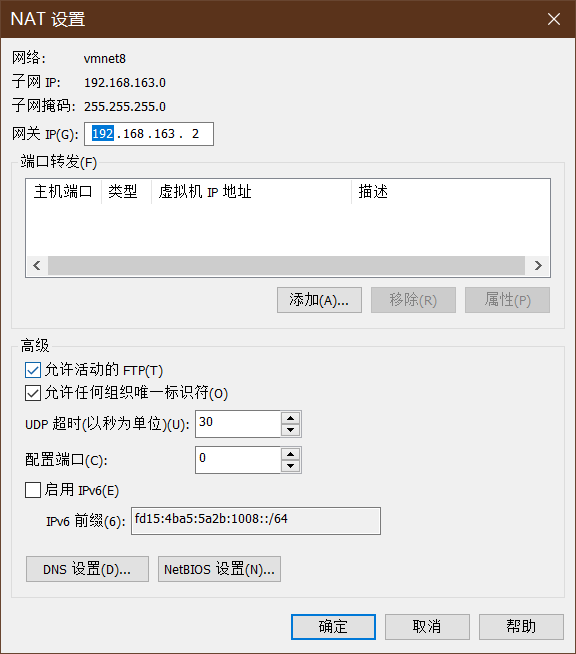 NAT 设置
网络: vmnet8
子网 IP: 192.168.163.0
子网掩码: 255.255.255.0
网关 IP(G): 192 . 168 . 163 . 2
端口转发(F)
主机端口 类型 虚拟机 IP 地址 描述
添加(A)... 移除(R) 属性(P)
高级
允许活动的 FTP(T)
允许任何组织唯一标识符(O)
UDP 超时(以秒为单位)(U): 30
配置端口(C): 0
启用 IPv6(E)
IPv6 前缀(6): fd15:4ba5:5a2b:1008::/64
DNS 设置(D)... NetBIOS 设置(N)...
确定 取消 帮助